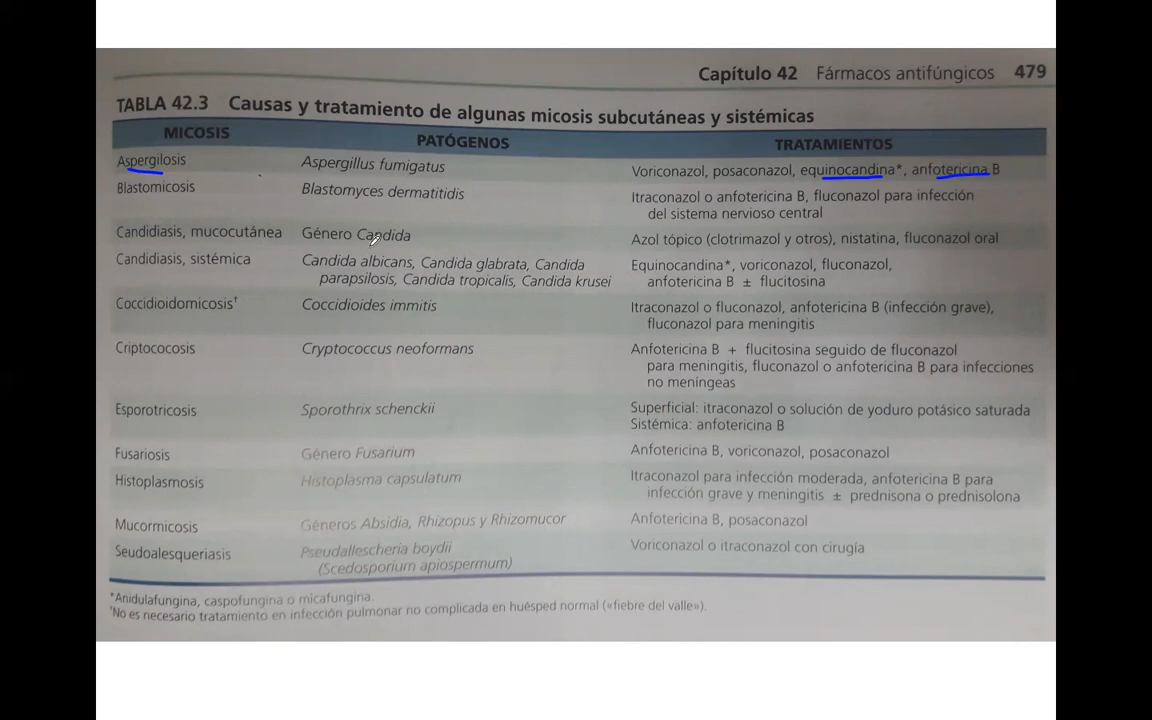 Capítulo 42 Fármacos antifúngicos 479
TABLA 42.3 Causas y tratamiento de algunas micosis subcutáneas y sistémicas
MICOSIS PATÓGENOS TRATAMIENTOS
Aspergilosis Aspergillus fumigatus Voriconazol, posaconazol, equinocandina*, anfotericina B
Blastomicosis Blastomyces dermatitidis Itraconazol o anfotericina B, fluconazol para infección
del sistema nervioso central
Candidiasis, mucocutánea Género Candida Azol tópico (clotrimazol y otros), nistatina, fluconazol oral
Candidiasis, sistémica Candida albicans, Candida glabrata, Candida Equinocandina*, voriconazol, fluconazol,
parapsilosis, Candida tropicalis, Candida krusei anfotericina B ± flucitosina
Coccidioidomicosis† Coccidioides immitis Itraconazol o fluconazol, anfotericina B (infección grave),
fluconazol para meningitis
Criptococosis Cryptococcus neoformans Anfotericina B + flucitosina seguido de fluconazol
para meningitis, fluconazol o anfotericina B para infecciones
no meníngeas
Esporotricosis Sporothrix schenckii Superficial: itraconazol o solución de yoduro potásico saturada
Sistémica: anfotericina B
Fusariosis Género Fusarium Anfotericina B, voriconazol, posaconazol
Histoplasmosis Histoplasma capsulatum Itraconazol para infección moderada, anfotericina B para
infección grave y meningitis ± prednisona o prednisolona
Mucormicosis Géneros Absidia, Rhizopus y Rhizomucor Anfotericina B, posaconazol
Seudoalesqueriasis Pseudallescheria boydii Voriconazol o itraconazol con cirugía
(Scedosporium apiospermum)
*Anidulafungina, caspofungina o micafungina.
†No es necesario tratamiento en infección pulmonar no complicada en huésped normal («fiebre del valle»).